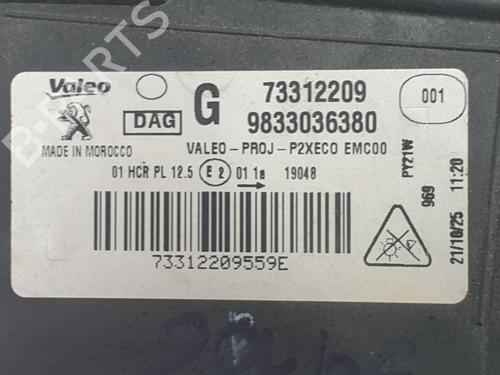 Valeo
G
73312209
001
DAG
9833036380
MADE IN MOROCCO
VALEO-PROJ-P2XECO EMC00
PY21W
01 HCR PL 12.5 E2 01 1a 19048
969
21/10/25 11:20
73312209559E